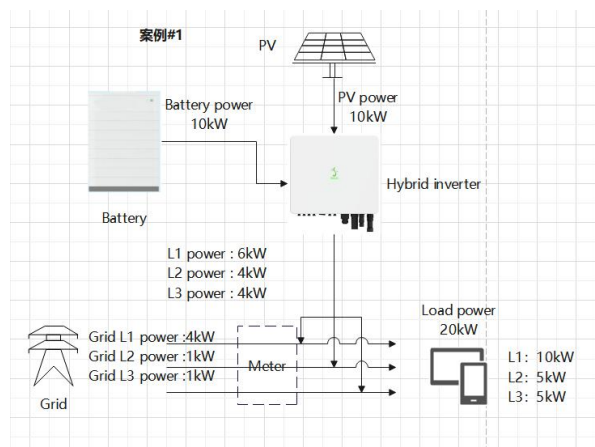 案例#1
PV
Battery power
10kW
PV power
10kW
Hybrid inverter
Battery
L1 power : 6kW
L2 power : 4kW
L3 power : 4kW
Load power
20kW
Grid L1 power :4kW
Grid L2 power :1kW
Grid L3 power :1kW
Meter
L1: 10kW
L2: 5kW
L3: 5kW
Grid